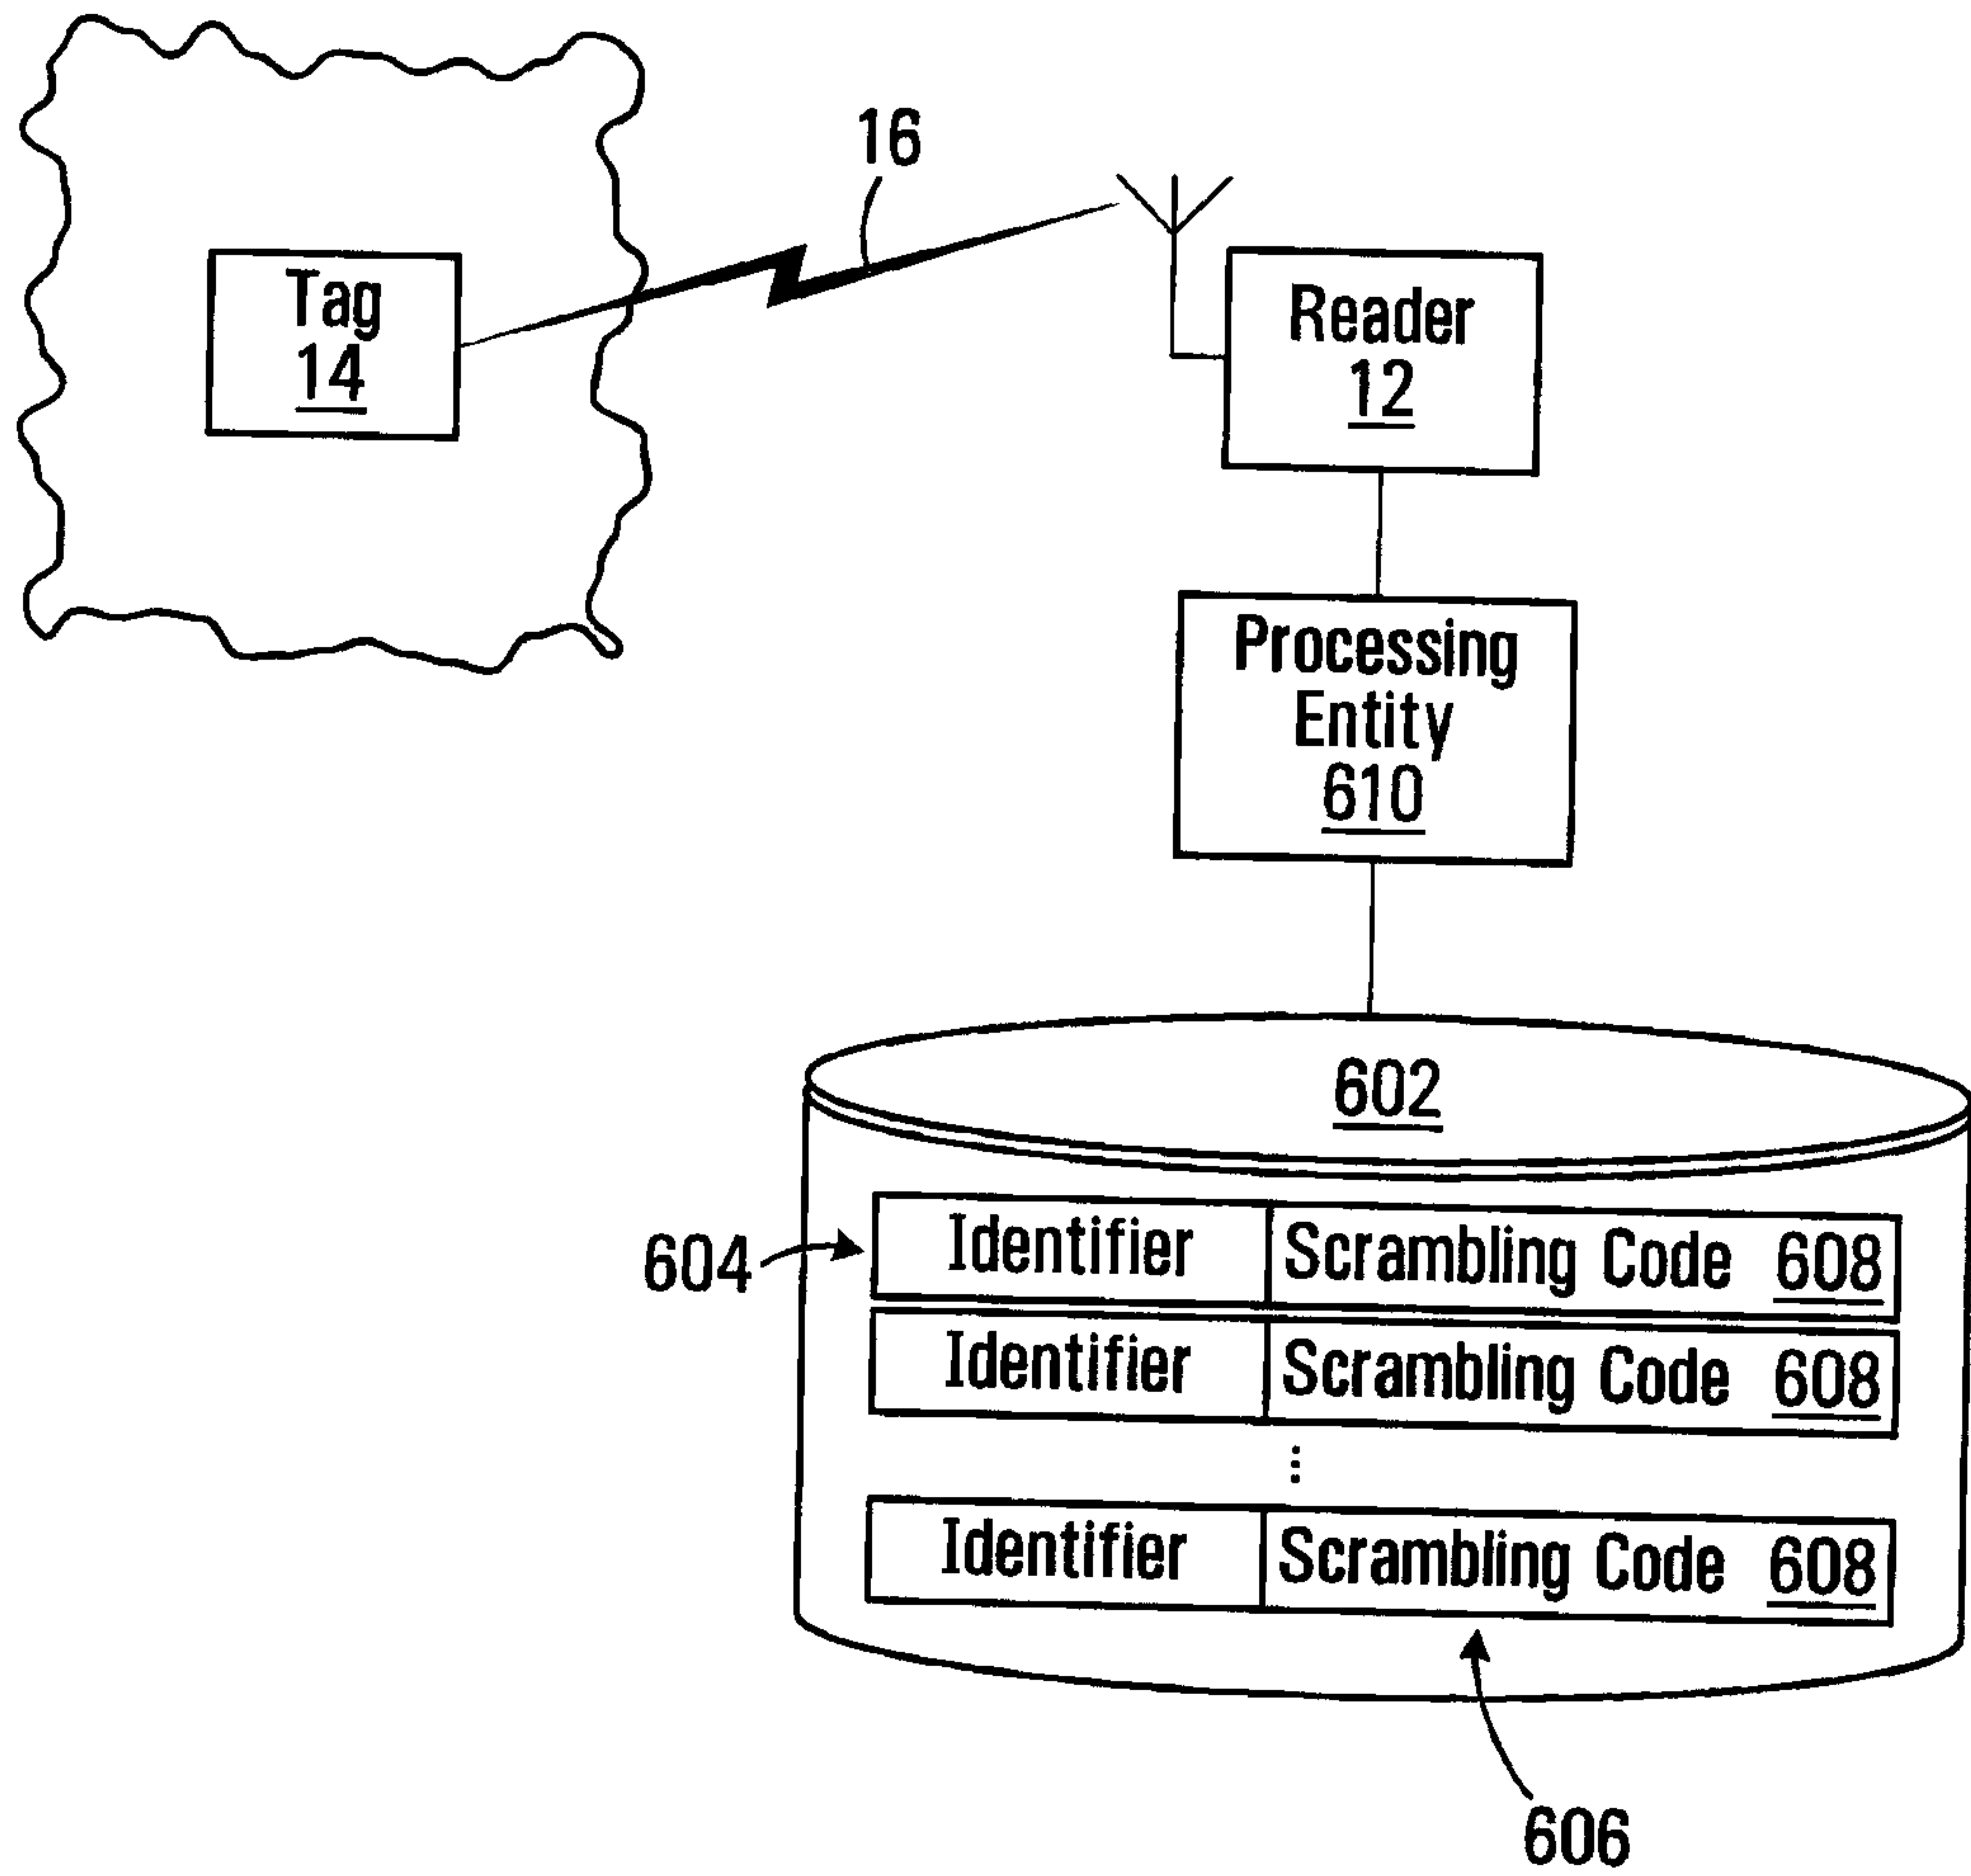 16
Tag
14
Reader
12
Processing
Entity
610
602
604
Identifier Scrambling Code 608
Identifier Scrambling Code 608
Identifier Scrambling Code 608
606